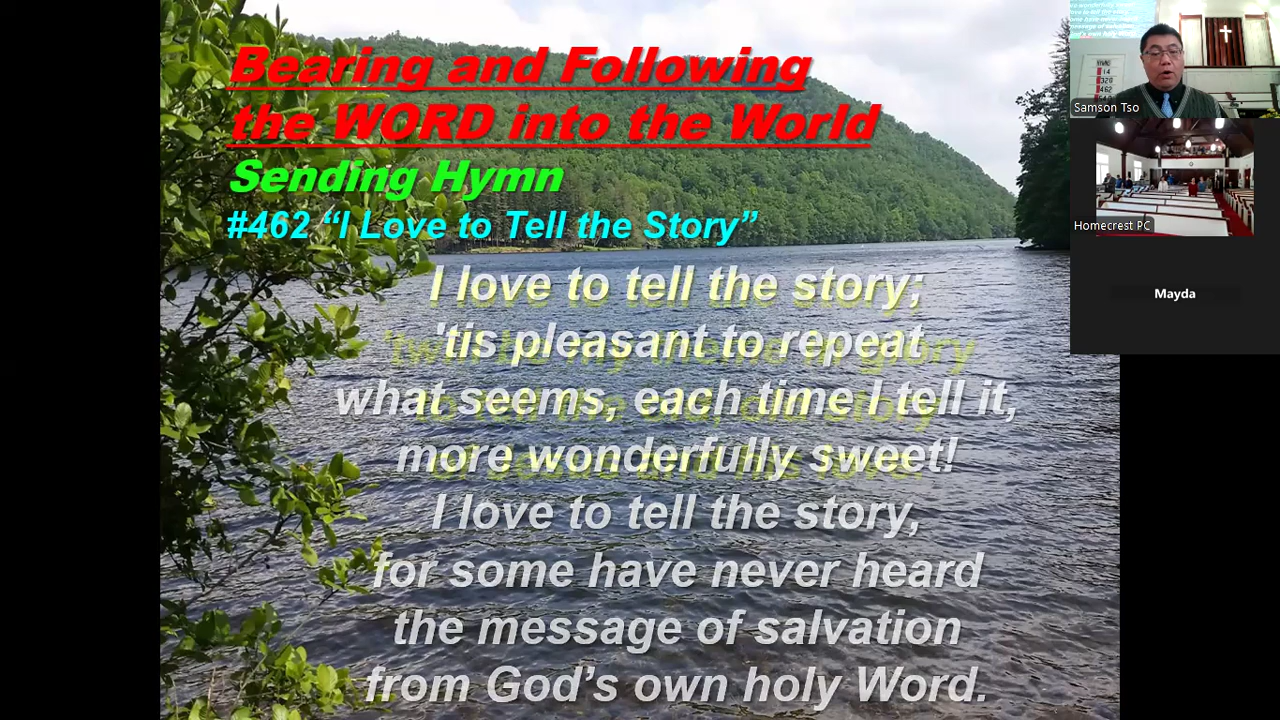 Bearing and Following
the WORD into the World
Sending Hymn
#462 “I Love to Tell the Story”
I love to tell the story;
'tis pleasant to repeat
what seems, each time I tell it,
more wonderfully sweet!
I love to tell the story,
for some have never heard
the message of salvation
from God’s own holy Word.
Samson Tso
14
328
462
Homecrest PC
Mayda